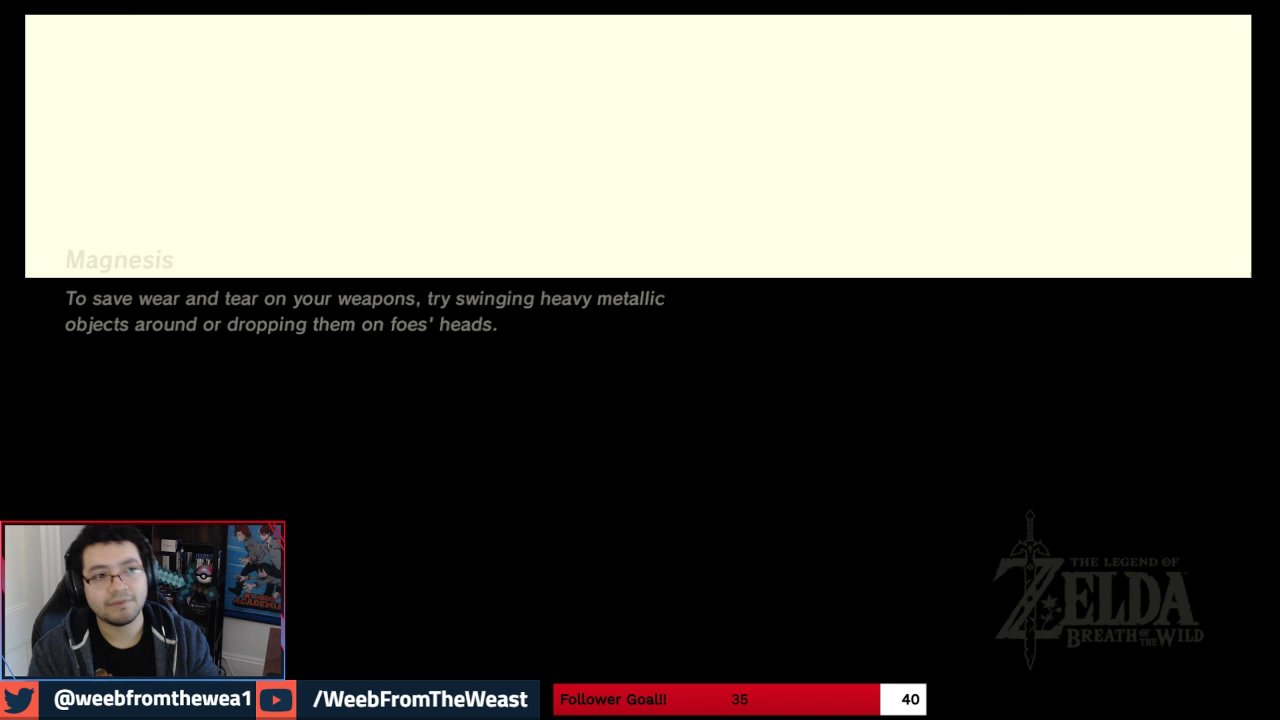 Magnesis
To save wear and tear on your weapons, try swinging heavy metallic
objects around or dropping them on foes' heads.
THE LEGEND OF
ZELDA
BREATH OF THE WILD
ACADEMIA
@weebfromthewea1
/WeebFromTheWeast
Follower Goal!! 35 40